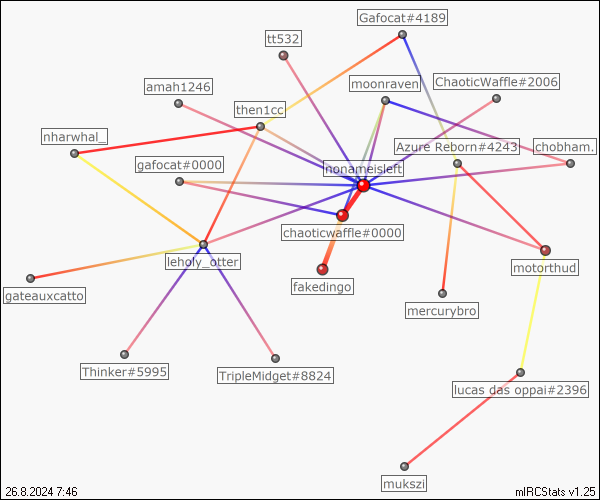 Gafocat#4189
tt532
moonraven
ChaoticWaffle#2006
amah1246
then1cc
nharwhal_
Azure Reborn#4243
chobham.
gafocat#0000
nonameisleft
chaoticwaffle#0000
leholy_otter
motorthud
fakedingo
gateauxcatto
mercurybro
Thinker#5995
TripleMidget#8824
lucas das oppai#2396
mukszi
26.8.2024 7:46
mIRCStats v1.25